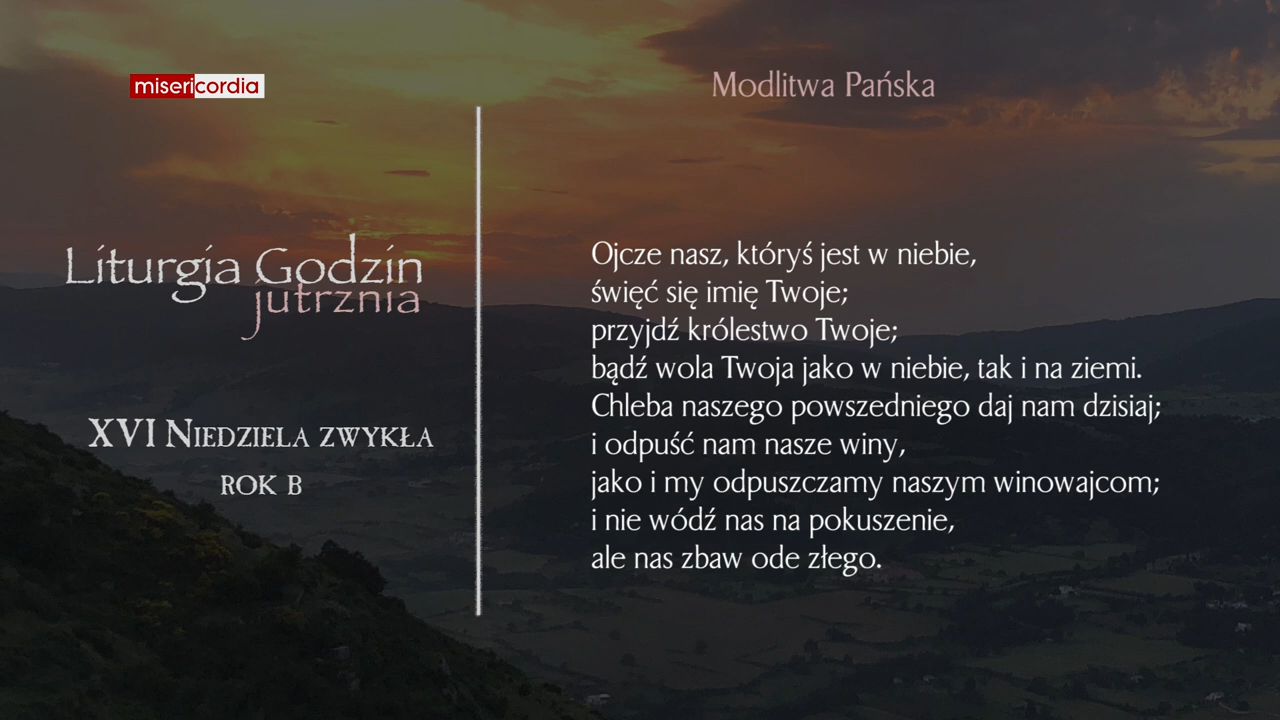 misericordia
Liturgia Godzin
jutrznia
XVI Niedziela zwykła
rok B
Modlitwa Pańska
Ojcze nasz, któryś jest w niebie,
święć się imię Twoje;
przyjdź królestwo Twoje;
bądź wola Twoja jako w niebie, tak i na ziemi.
Chleba naszego powszedniego daj nam dzisiaj;
i odpuść nam nasze winy,
jako i my odpuszczamy naszym winowajcom;
i nie wódź nas na pokuszenie,
ale nas zbaw ode złego.